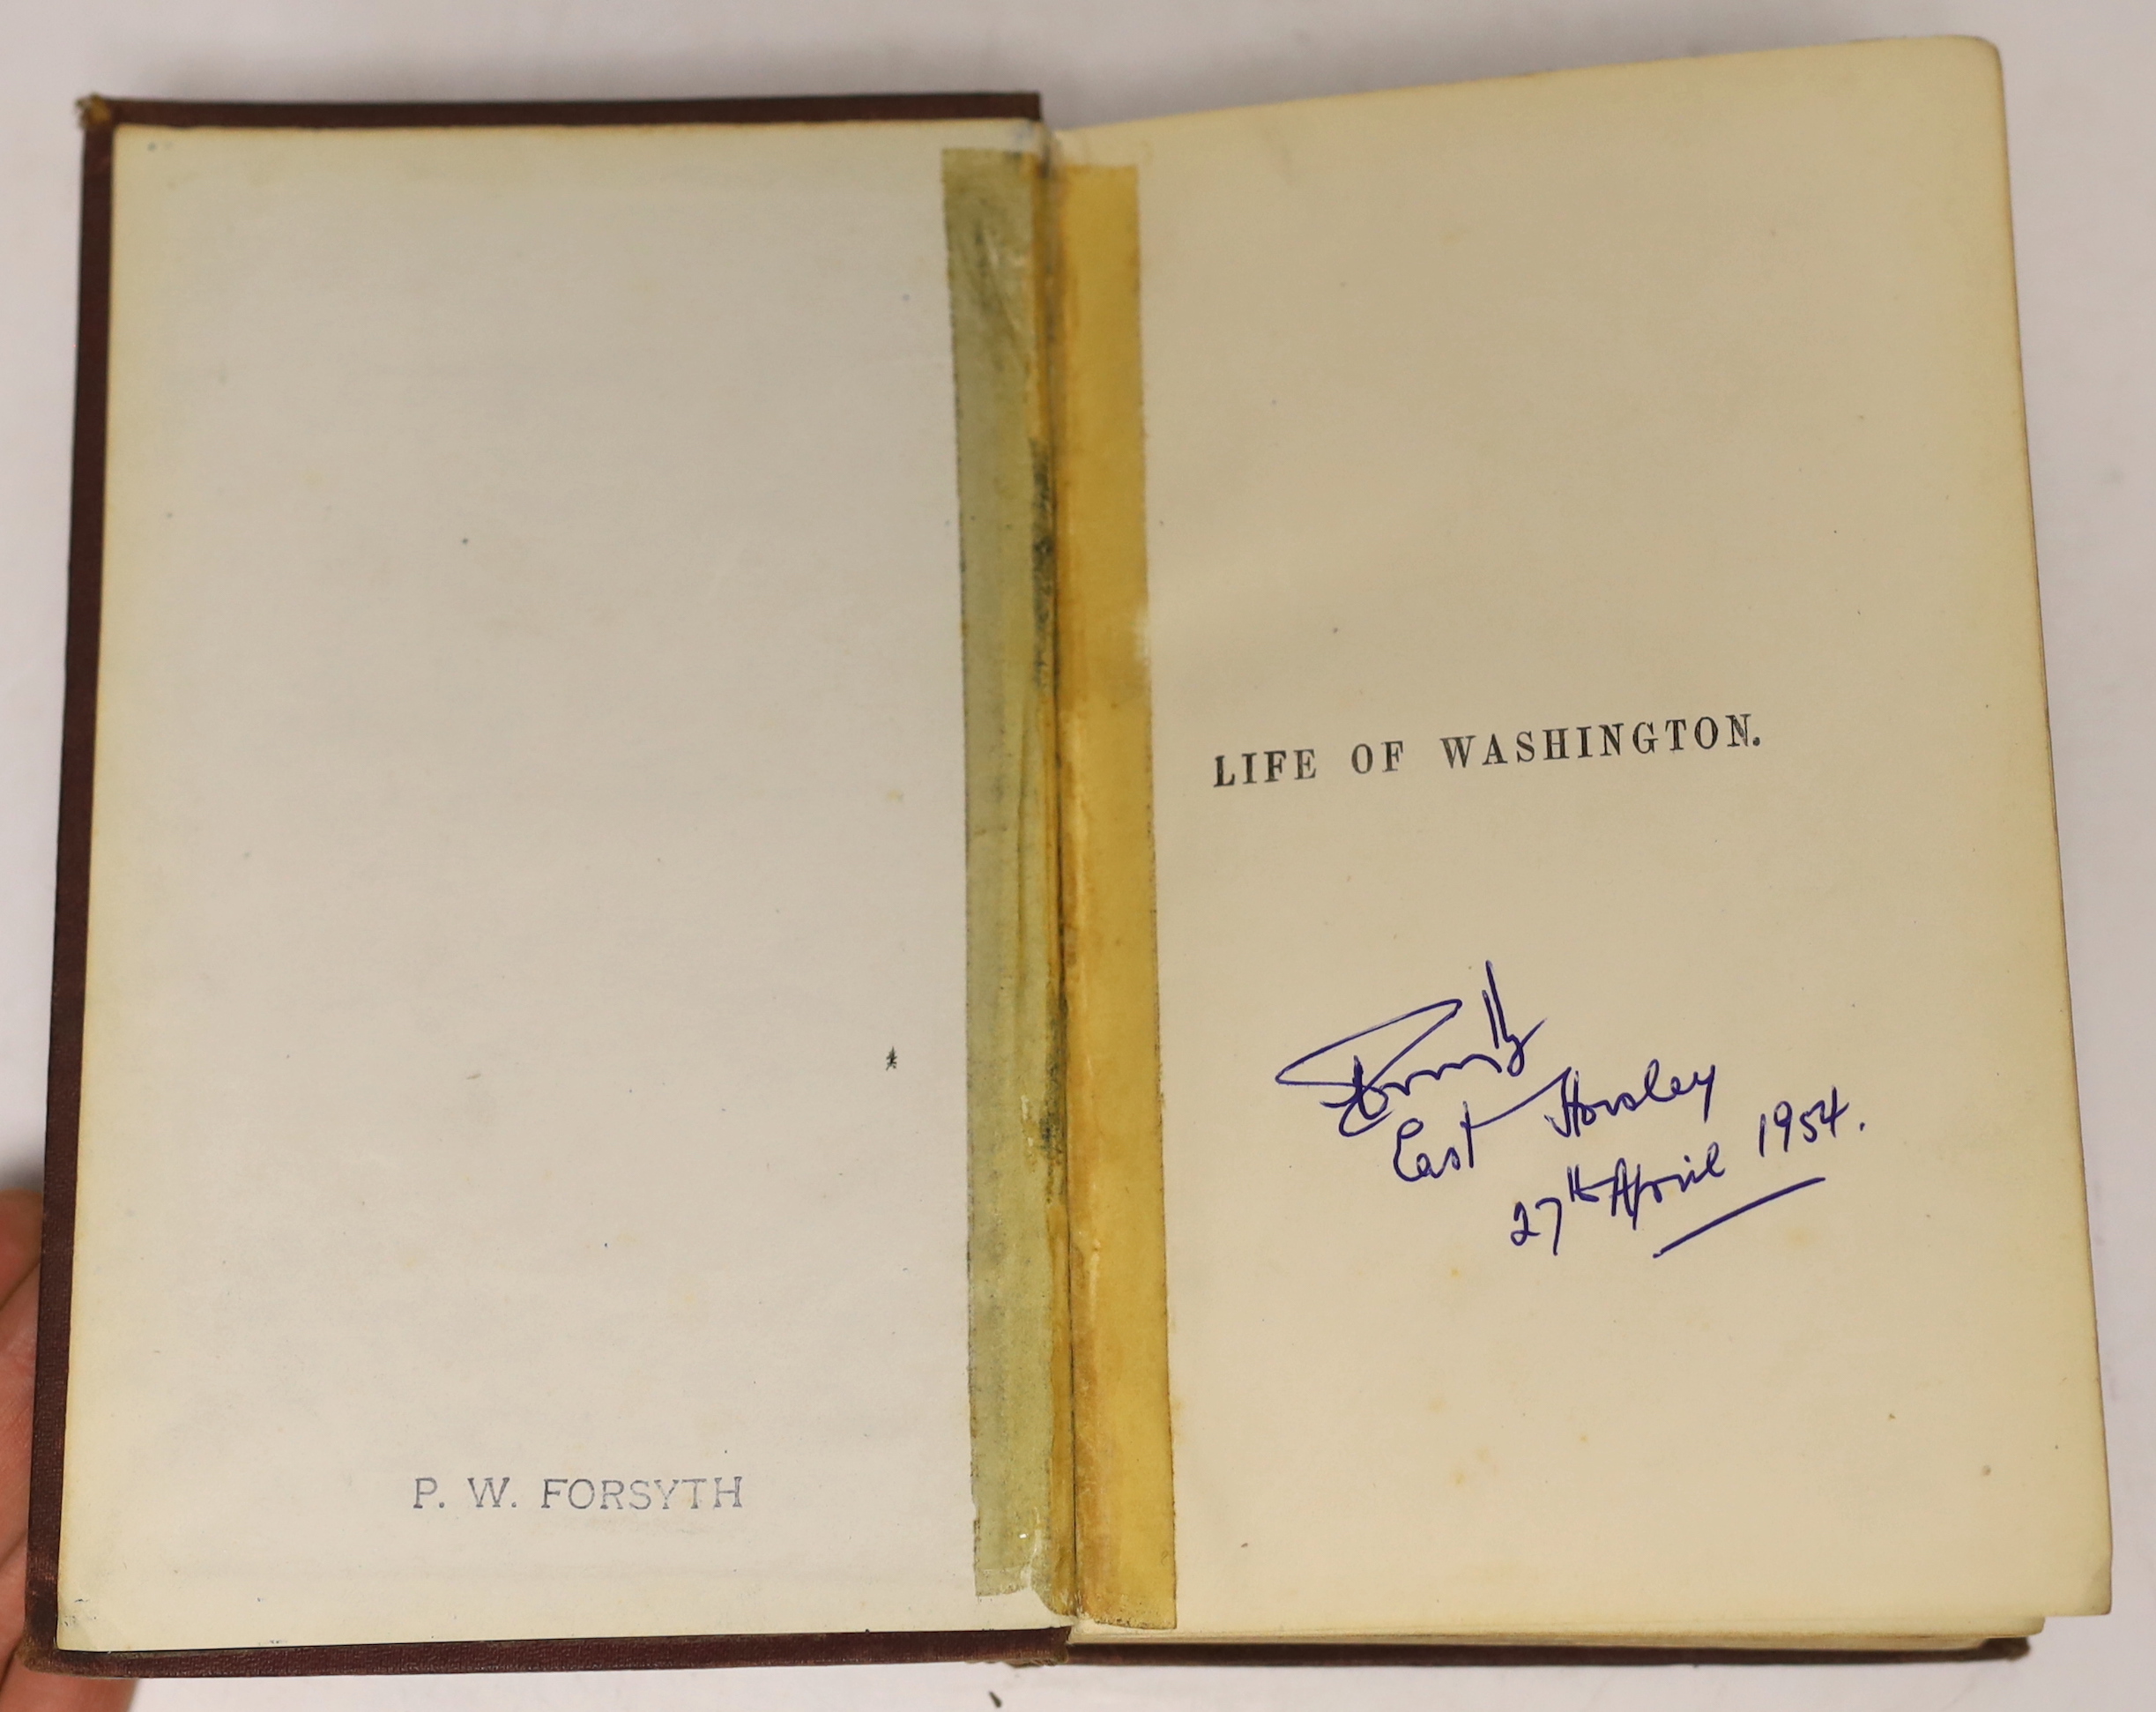 P. W. FORSYTH
LIFE OF WASHINGTON.
East Horsley
27th April 1954.